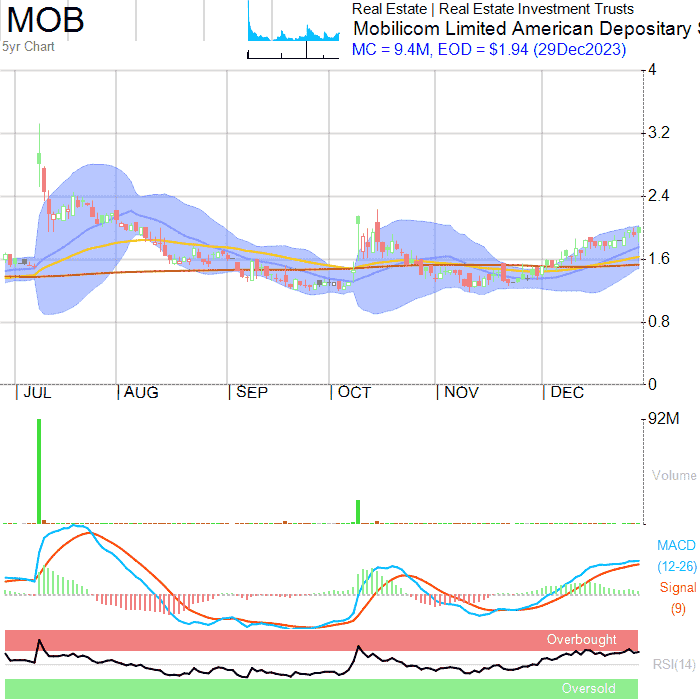 MOB
5yr Chart
Real Estate | Real Estate Investment Trusts
Mobilicom Limited American Depositary S
MC = 9.4M, EOD = $1.94 (29Dec2023)
4
3.2
2.4
1.6
0.8
0
JUL AUG SEP OCT NOV DEC
92M
Volume
MACD
(12-26)
Signal
(9)
Overbought
RSI(14)
Oversold